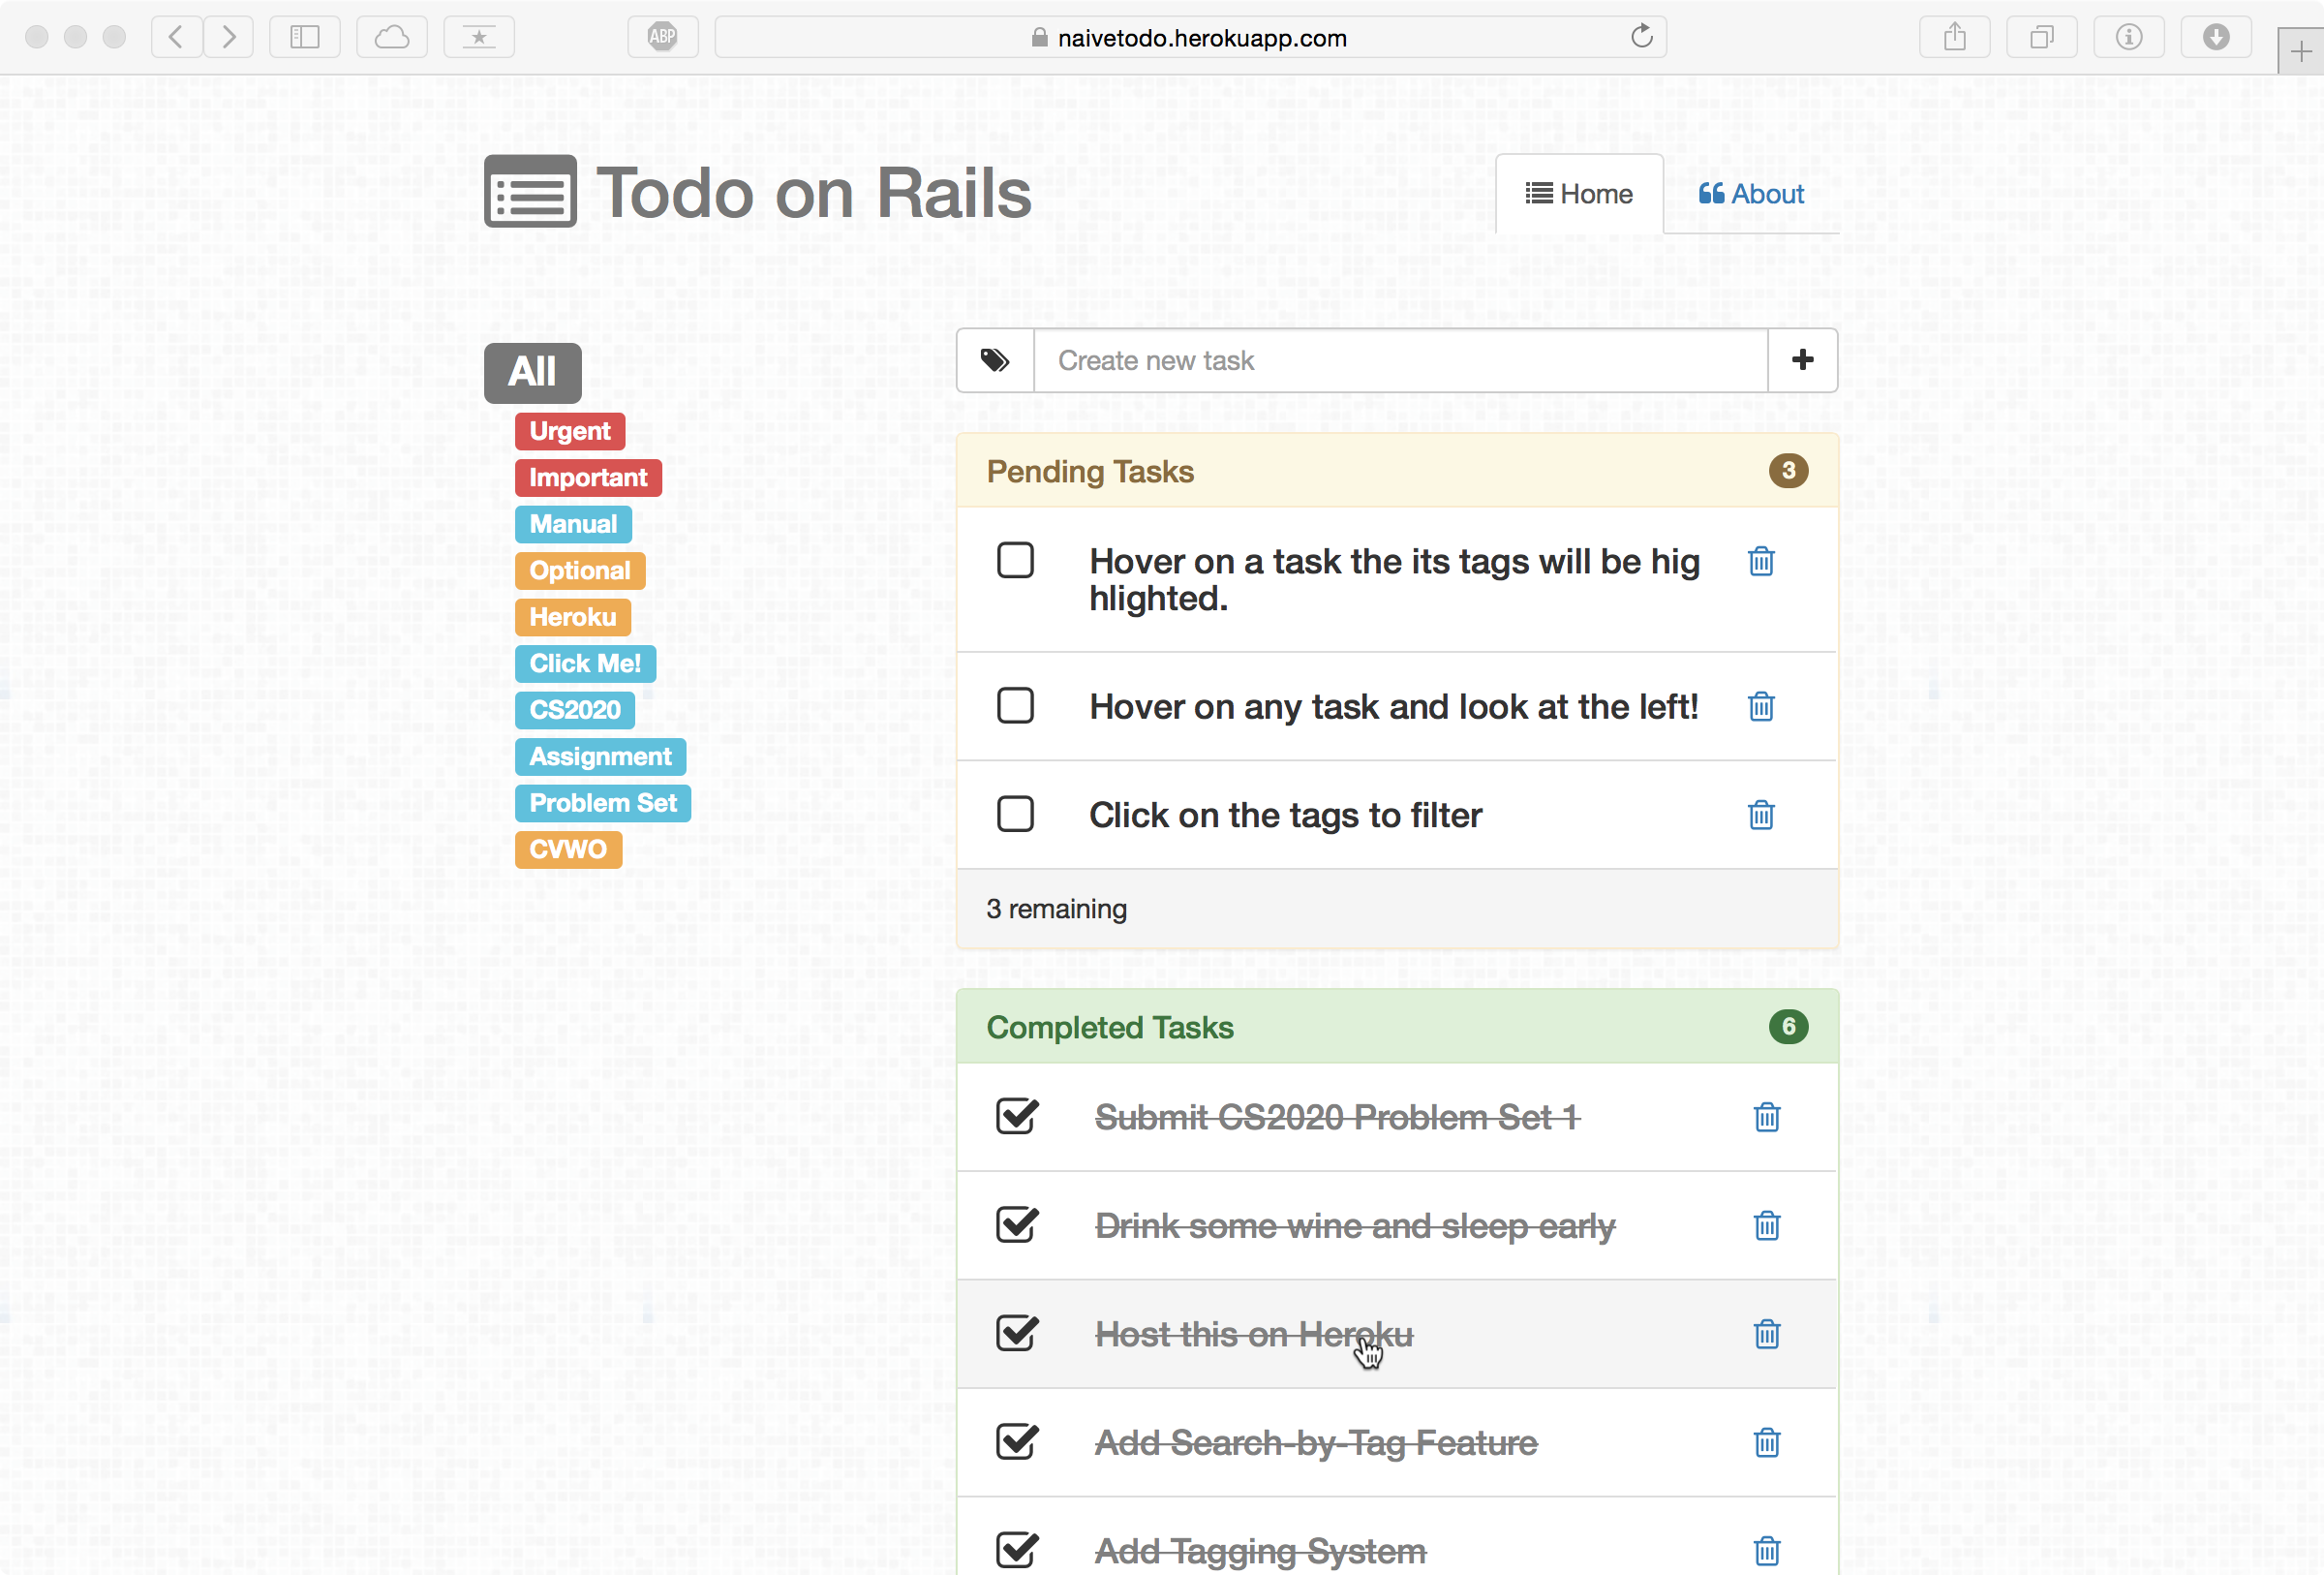 ABP
naivetodo.herokuapp.com
Todo on Rails
Home
About
All
Urgent
Important
Manual
Optional
Heroku
Click Me!
CS2020
Assignment
Problem Set
CVWO
Create new task
Pending Tasks 3
Hover on a task the its tags will be hig
hlighted.
Hover on any task and look at the left!
Click on the tags to filter
3 remaining
Completed Tasks 6
Submit CS2020 Problem Set 1
Drink some wine and sleep early
Host this on Heroku
Add Search-by-Tag Feature
Add Tagging System